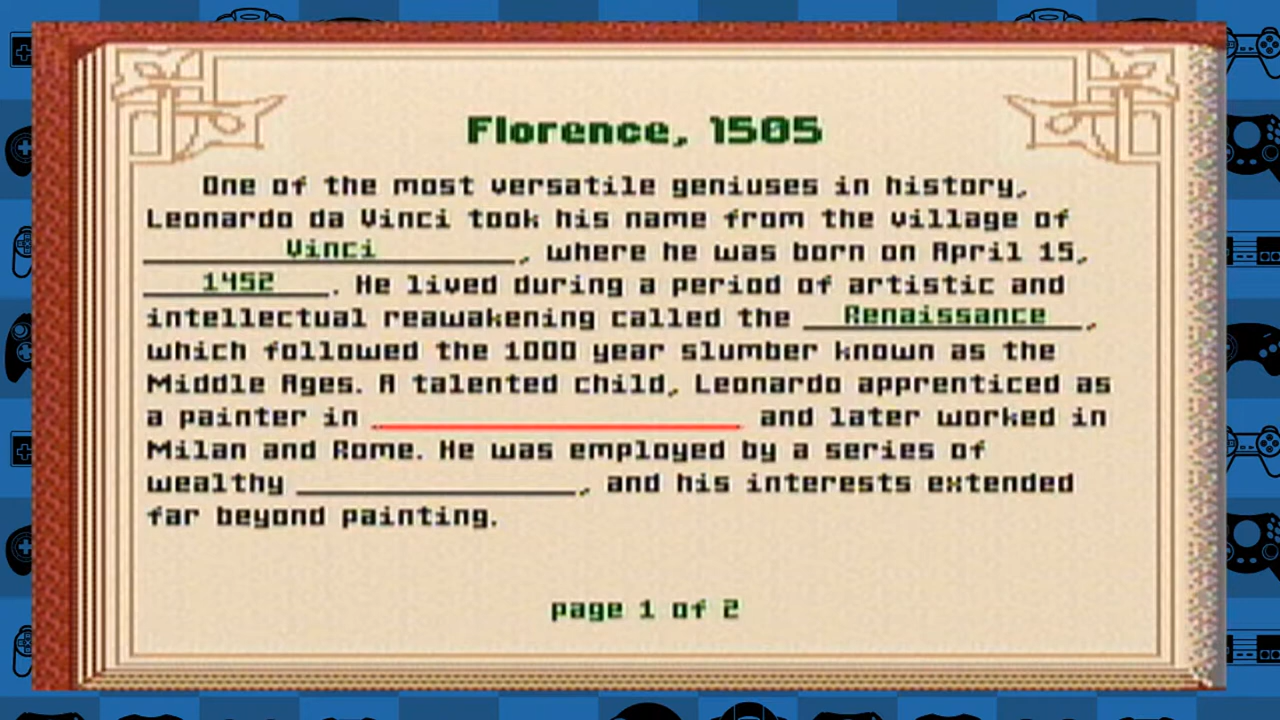 Florence, 1505
One of the most versatile geniuses in history,
Leonardo da Vinci took his name from the village of
Vinci, where he was born on April 15,
1452. He lived during a period of artistic and
intellectual reawakening called the Renaissance,
which followed the 1000 year slumber known as the
Middle Ages. A talented child, Leonardo apprenticed as
a painter in ____________________ and later worked in
Milan and Rome. He was employed by a series of
wealthy _______________, and his interests extended
far beyond painting.
page 1 of 2